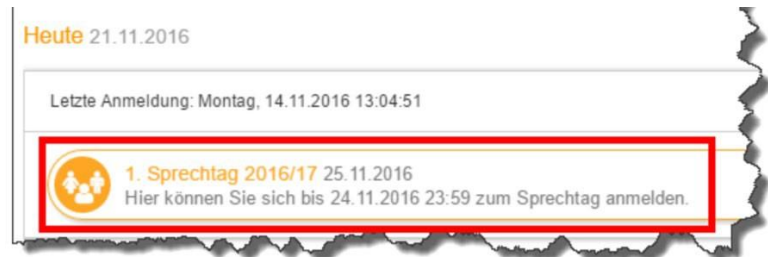 Heute 21.11.2016
Letzte Anmeldung: Montag, 14.11.2016 13:04:51
1. Sprechtag 2016/17 25.11.2016
Hier können Sie sich bis 24.11.2016 23:59 zum Sprechtag anmelden.